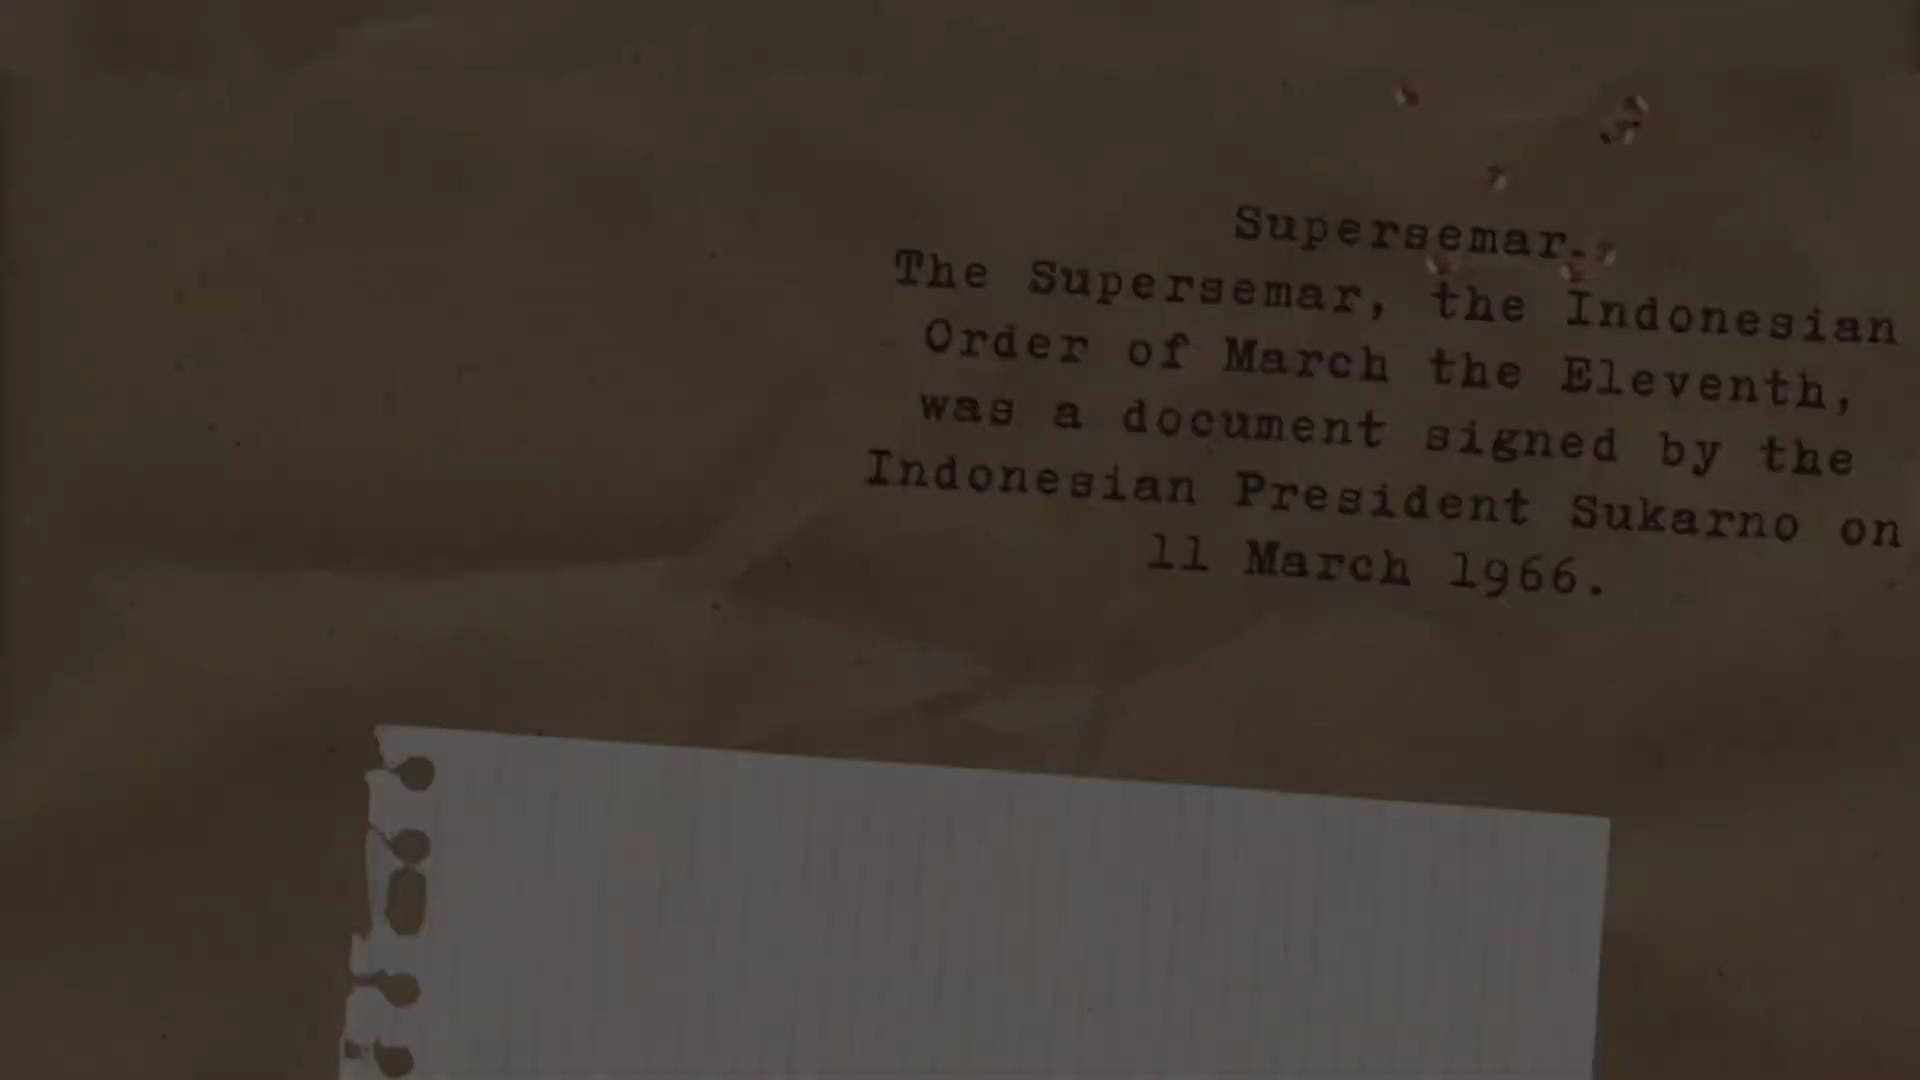 Supersemar.
The Supersemar, the Indonesian
Order of March the Eleventh,
was a document signed by the
Indonesian President Sukarno on
11 March 1966.